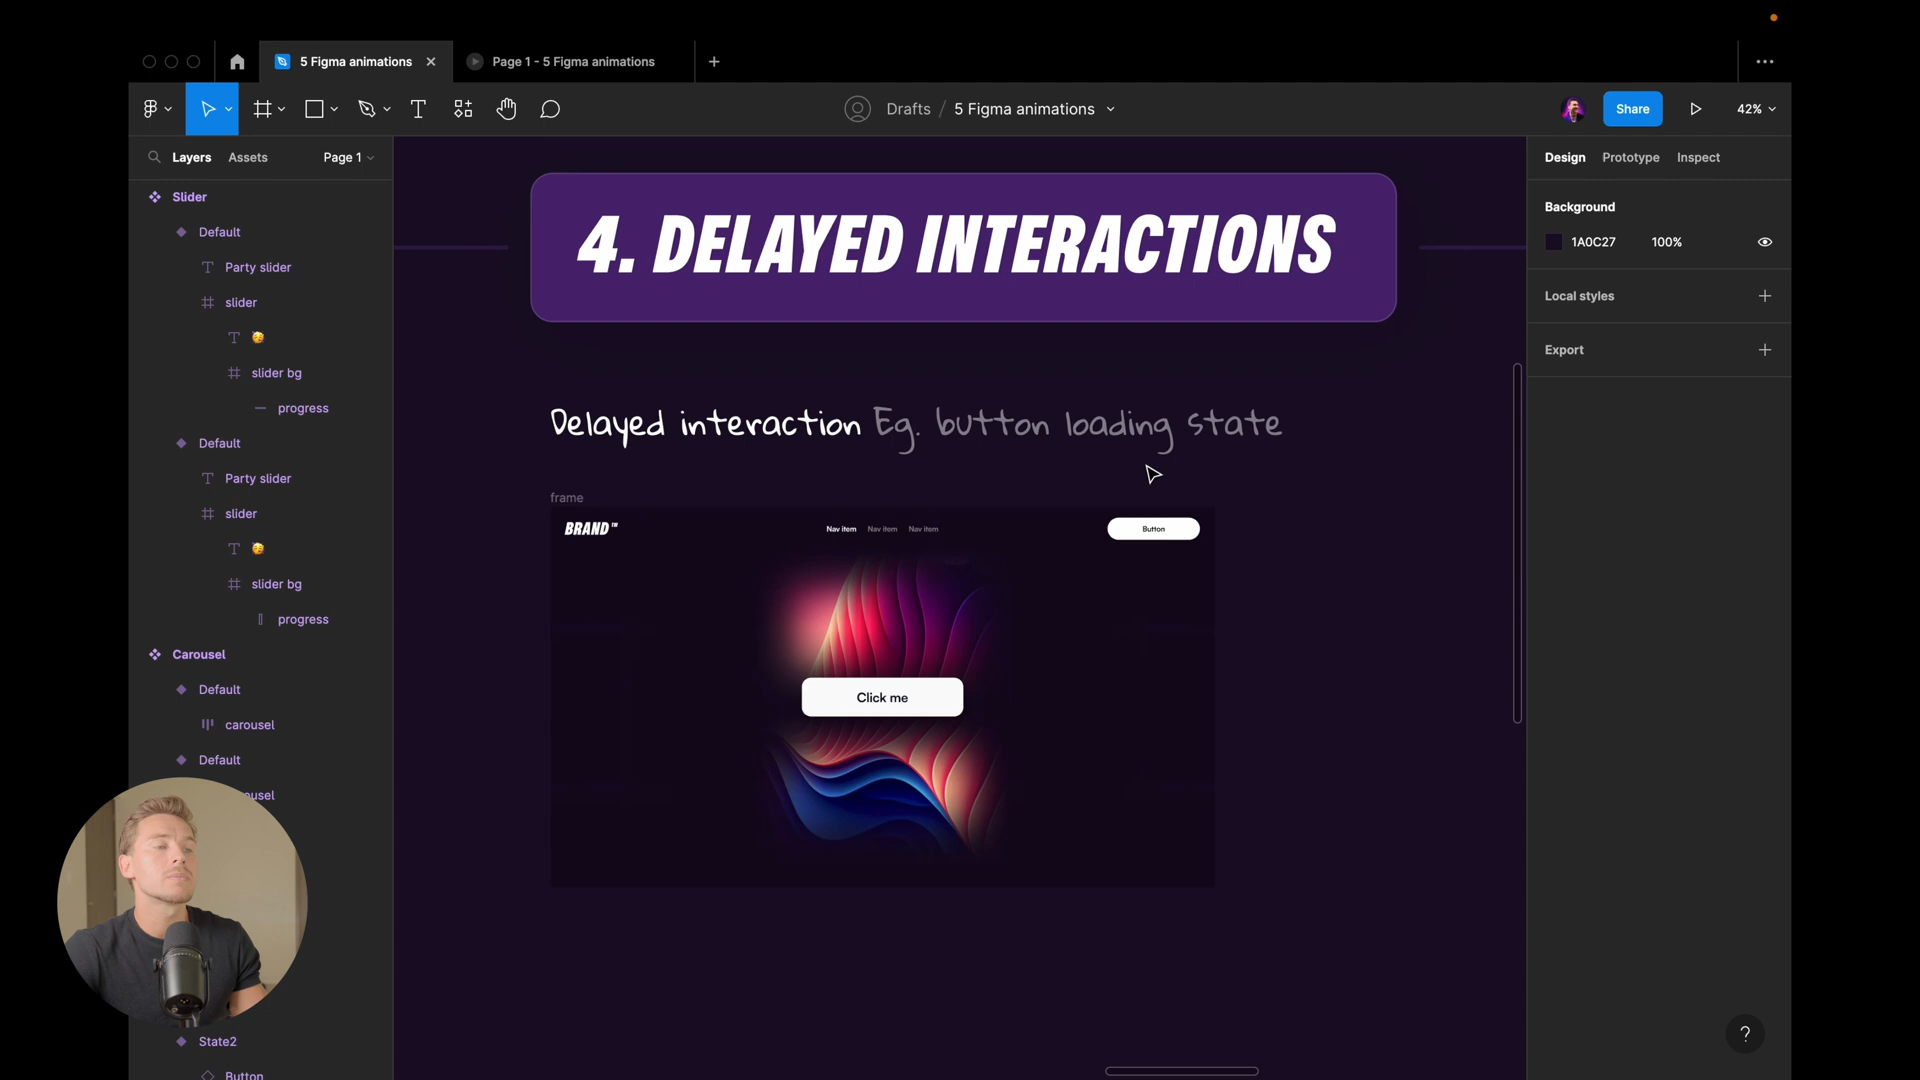 5 Figma animations
Page 1 - 5 Figma animations
Drafts / 5 Figma animations
Share
42%
Layers
Assets
Page 1
Slider
Default
Party slider
slider
🥳
slider bg
progress
Default
Party slider
slider
🥳
slider bg
progress
Carousel
Default
carousel
Default
State2
Button
4. DELAYED INTERACTIONS
Delayed interaction Eg. button loading state
frame
BRAND™
Nav item
Nav item
Nav item
Button
Click me
Design
Prototype
Inspect
Background
1A0C27
100%
Local styles
Export
?